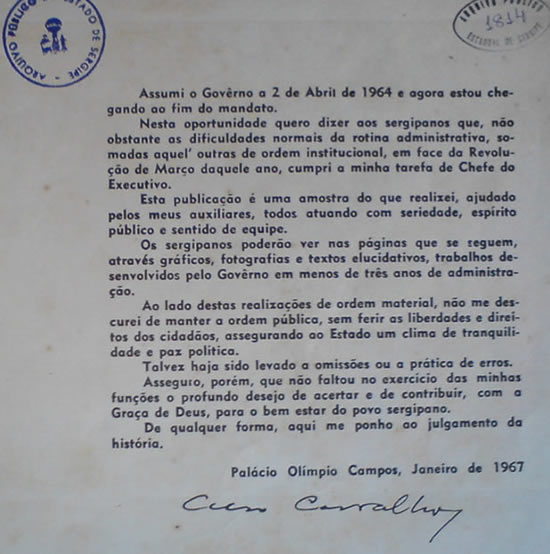 ARQUIVO PÚBLICO DO ESTADO DE SERGIPE
ARQUIVO PÚBLICO
1814
ESTADUAL DE SERGIPE
Assumi o Govêrno a 2 de Abril de 1964 e agora estou che-
gando ao fim do mandato.
Nesta oportunidade quero dizer aos sergipanos que, não
obstante as dificuldades normais da rotina administrativa, so-
madas aquel' outras de ordem institucional, em face da Revolu-
ção de Março daquele ano, cumpri a minha tarefa de Chefe do
Executivo.
Esta publicação é uma amostra do que realizei, ajudado
pelos meus auxiliares, todos atuando com seriedade, espírito
público e sentido de equipe.
Os sergipanos poderão ver nas páginas que se seguem,
através gráficos, fotografias e textos elucidativos, trabalhos de-
senvolvidos pelo Govêrno em menos de três anos de administra-
ção.
Ao lado destas realizações de ordem material, não me des-
curei de manter a ordem pública, sem ferir as liberdades e direi-
tos dos cidadãos, assegurando ao Estado um clima de tranquili-
dade e paz política.
Talvez haja sido levado a omissões ou a prática de erros.
Asseguro, porém, que não faltou no exercício das minhas
funções o profundo desejo de acertar e de contribuir, com a
Graça de Deus, para o bem estar do povo sergipano.
De qualquer forma, aqui me ponho ao julgamento da
história.
Palácio Olímpio Campos, Janeiro de 1967
Carvalho